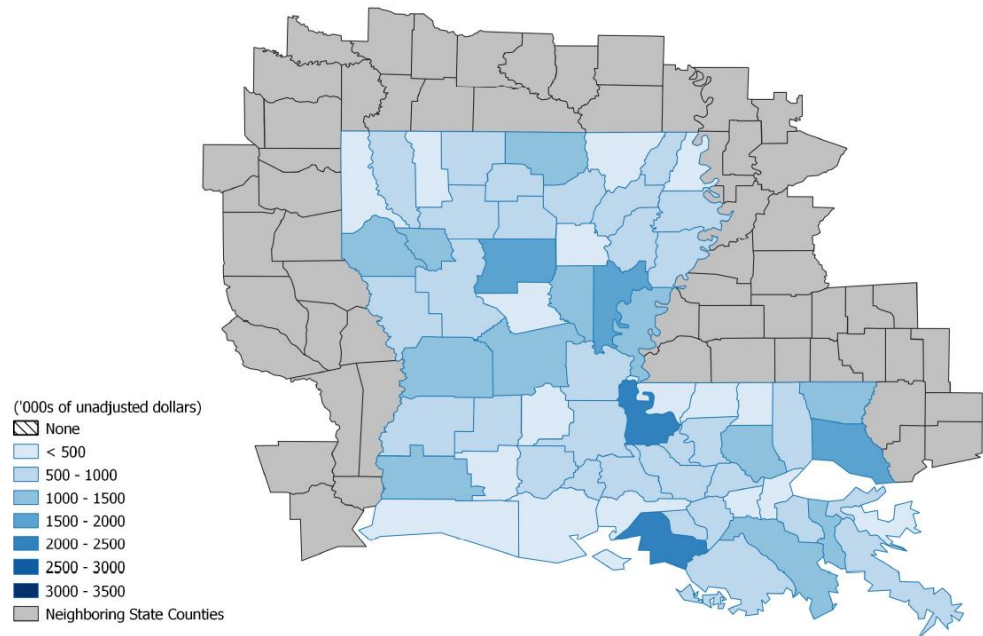 ('000s of unadjusted dollars)
None
< 500
500 - 1000
1000 - 1500
1500 - 2000
2000 - 2500
2500 - 3000
3000 - 3500
Neighboring State Counties